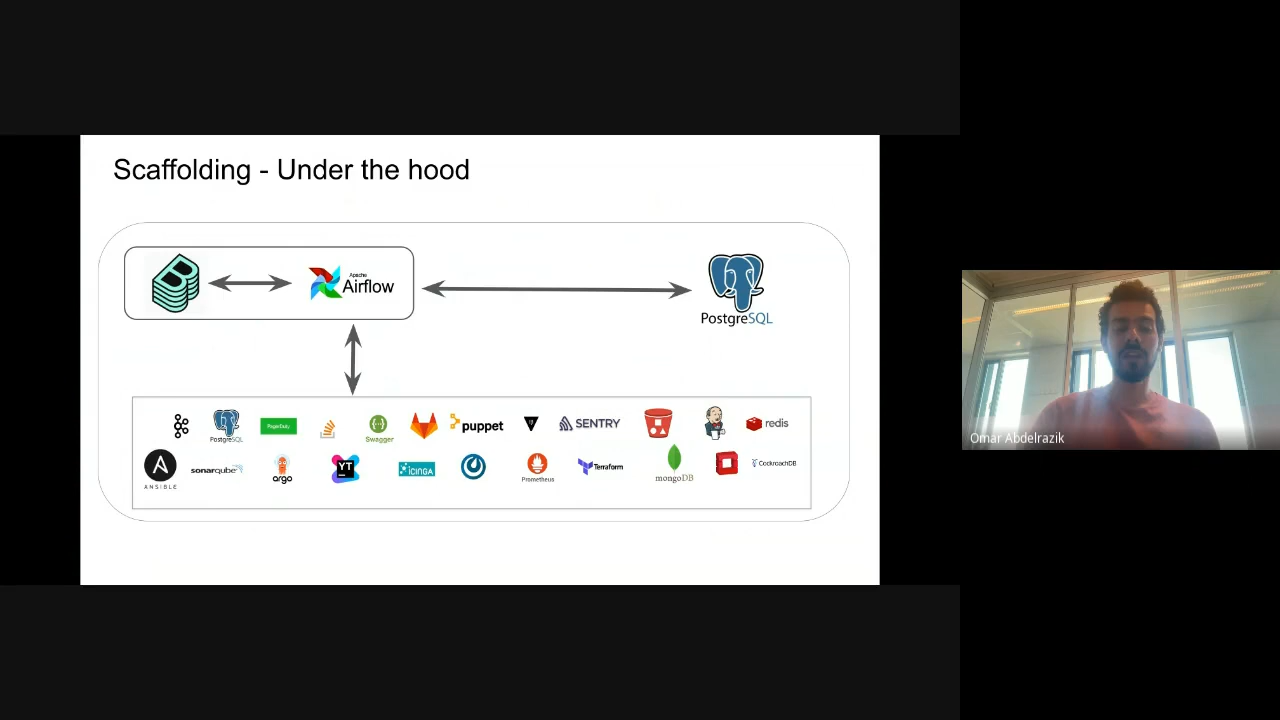 Scaffolding - Under the hood
Apache
Airflow
PostgreSQL
PostgreSQL
PagerDuty
Swagger
puppet
SENTRY
redis
ANSIBLE
sonarqube
argo
YT
ICINGA
Prometheus
Terraform
mongoDB
CockroachDB
Omar Abdelrazik